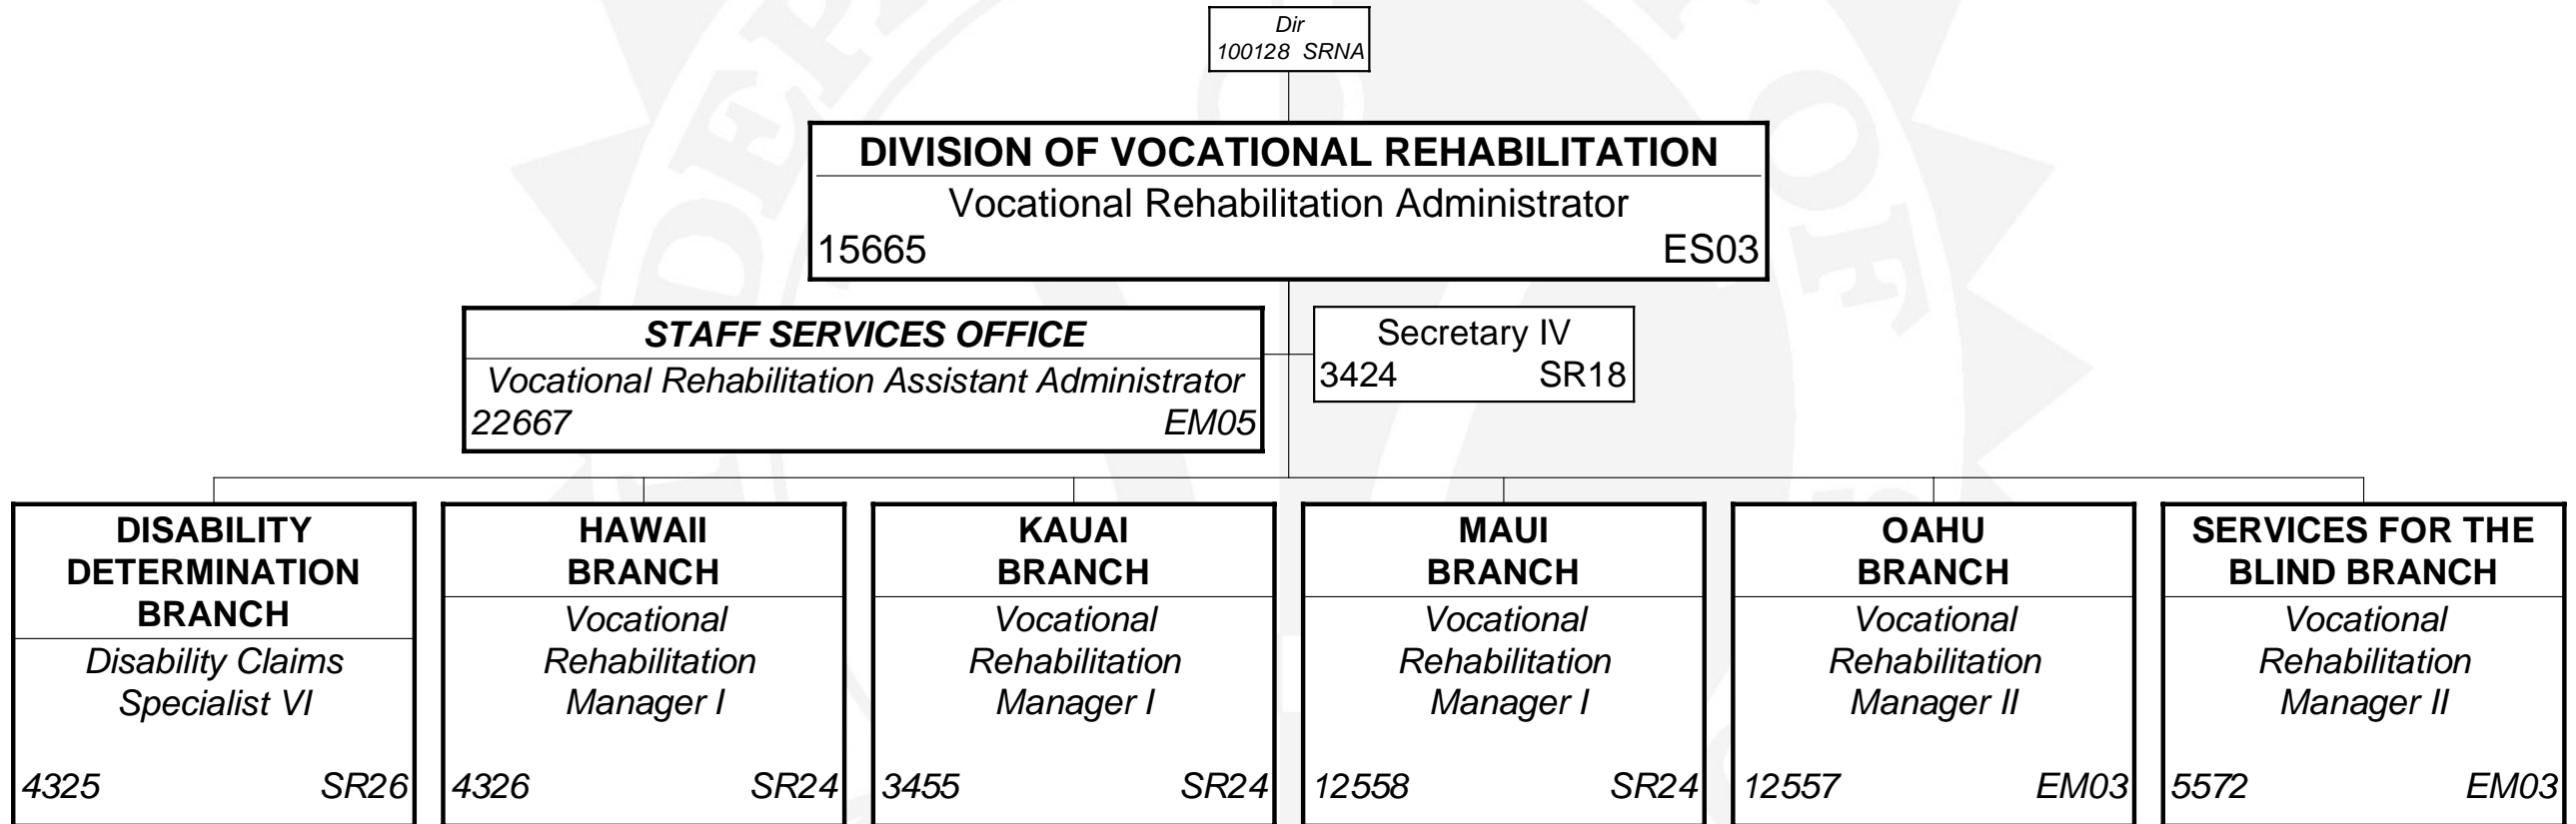 Dir
100128 SRNA
DIVISION OF VOCATIONAL REHABILITATION
Vocational Rehabilitation Administrator
15665 ES03
STAFF SERVICES OFFICE
Vocational Rehabilitation Assistant Administrator
22667 EM05
Secretary IV
3424 SR18
DISABILITY
DETERMINATION
BRANCH
Disability Claims
Specialist VI
4325 SR26
HAWAII
BRANCH
Vocational
Rehabilitation
Manager I
4326 SR24
KAUAI
BRANCH
Vocational
Rehabilitation
Manager I
3455 SR24
MAUI
BRANCH
Vocational
Rehabilitation
Manager I
12558 SR24
OAHU
BRANCH
Vocational
Rehabilitation
Manager II
12557 EM03
SERVICES FOR THE
BLIND BRANCH
Vocational
Rehabilitation
Manager II
5572 EM03